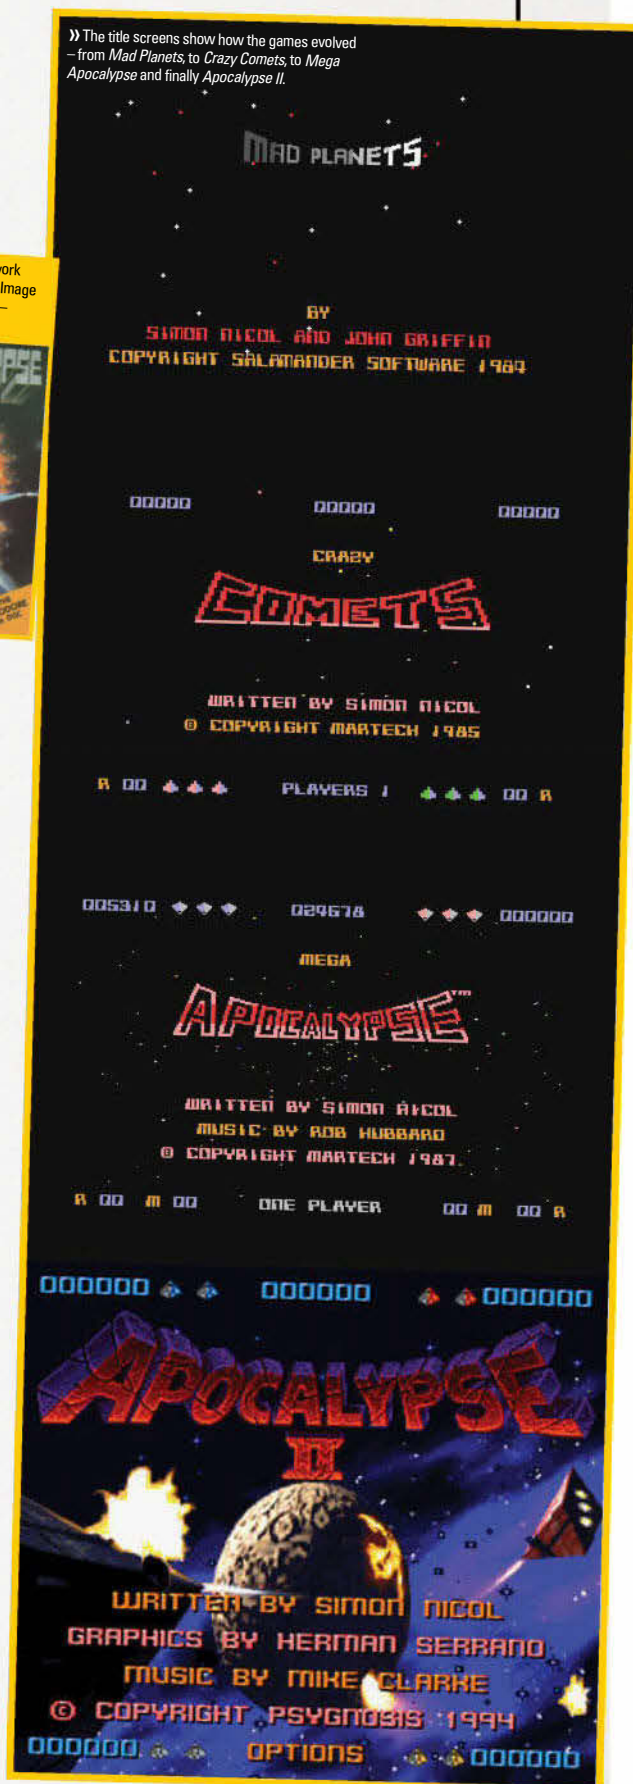 » The title screens show how the games evolved
– from Mad Planets, to Crazy Comets, to Mega
Apocalypse and finally Apocalypse II.
MAD PLANETS
BY
SIMON NICOL AND JOHN GRIFFIN
COPYRIGHT SALAMANDER SOFTWARE 1984
work
Image
–
PSE
00000 00000 00000
CRAZY
COMETS
WRITTEN BY SIMON NICOL
© COPYRIGHT MARTECH 1985
R 00 PLAYERS 1 00 R
005310 029678 000000
MEGA
APOCALYPSE™
WRITTEN BY SIMON NICOL
MUSIC BY ROB HUBBARD
© COPYRIGHT MARTECH 1987.
R 00 M 00 ONE PLAYER 00 M 00 R
000000 000000 000000
APOCALYPSE
II
WRITTEN BY SIMON NICOL
GRAPHICS BY HERMAN SERRANO
MUSIC BY MIKE CLARKE
© COPYRIGHT PSYGNOSIS 1994
000000 OPTIONS 000000